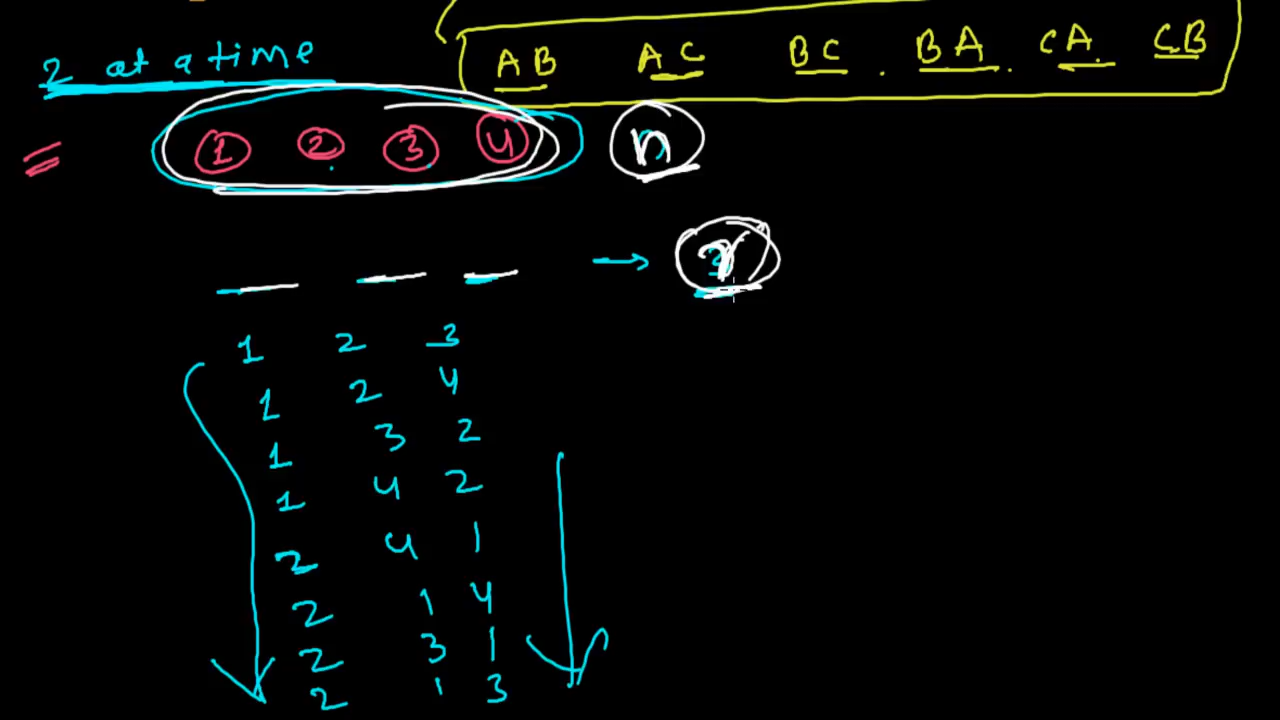 2 at a time AB AC BC . BA . CA . CB
= 1 2 3 4 n
→ r
1 2 3
1 2 4
1 3 2
1 4 2
2 4 1
2 1 4
2 3 1
2 1 3